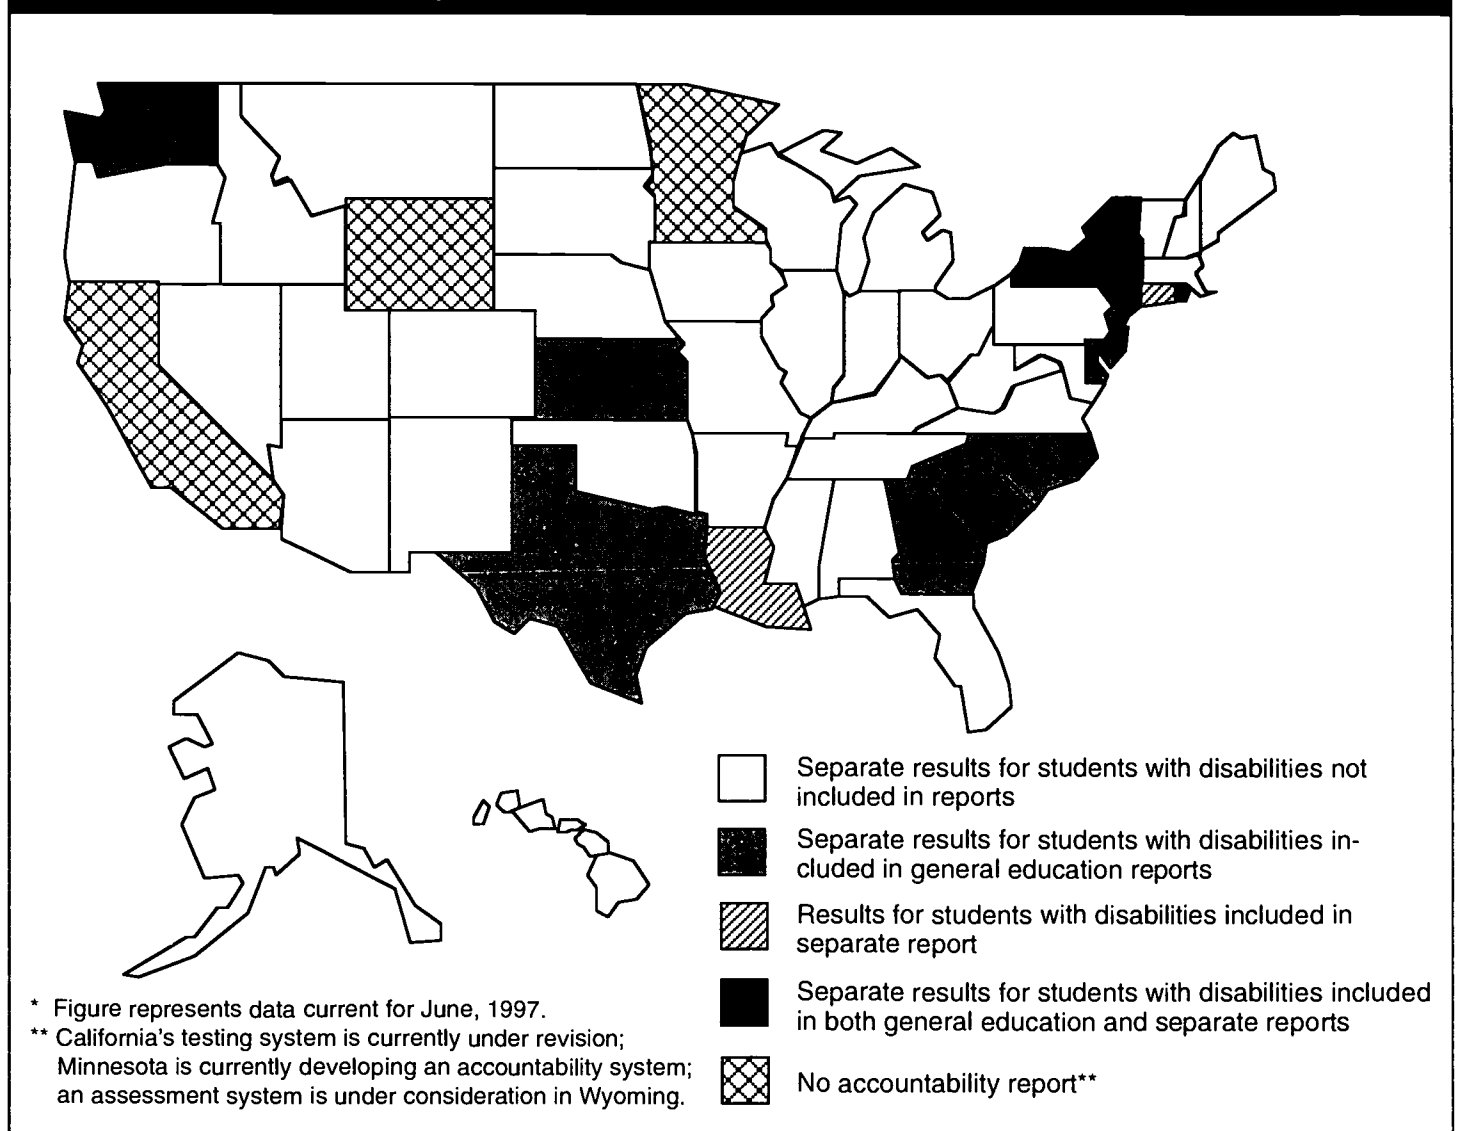 Separate results for students with disabilities not
included in reports
Separate results for students with disabilities in-
cluded in general education reports
Results for students with disabilities included in
separate report
Separate results for students with disabilities included
in both general education and separate reports
No accountability report**
* Figure represents data current for June, 1997.
** California's testing system is currently under revision;
Minnesota is currently developing an accountability system;
an assessment system is under consideration in Wyoming.